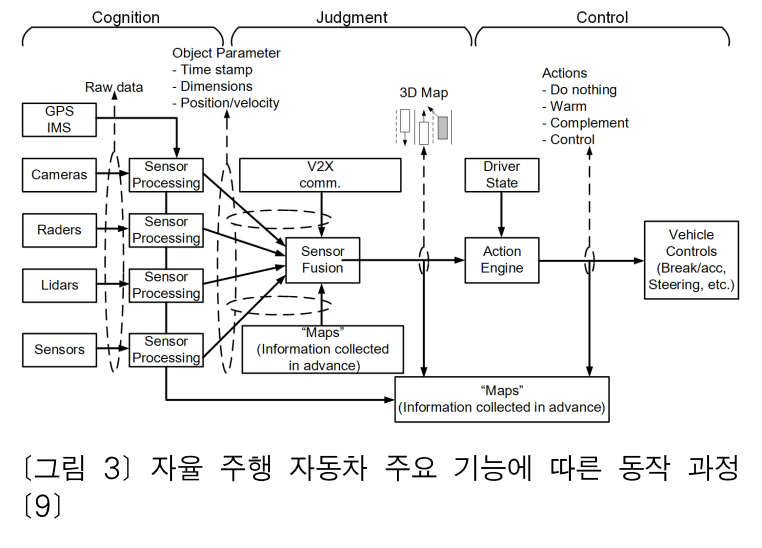 Cognition
Judgment
Control
Raw data
Object Parameter
- Time stamp
- Dimensions
- Position/velocity
3D Map
Actions
- Do nothing
- Warm
- Complement
- Control
GPS
IMS
Cameras
Raders
Lidars
Sensors
Sensor
Processing
Sensor
Processing
Sensor
Processing
Sensor
Processing
V2X
comm.
Sensor
Fusion
"Maps"
(Information collected
in advance)
Driver
State
Action
Engine
Vehicle
Controls
(Break/acc,
Steering, etc.)
"Maps"
(Information collected in advance)
〔그림 3〕 자율 주행 자동차 주요 기능에 따른 동작 과정
〔9〕